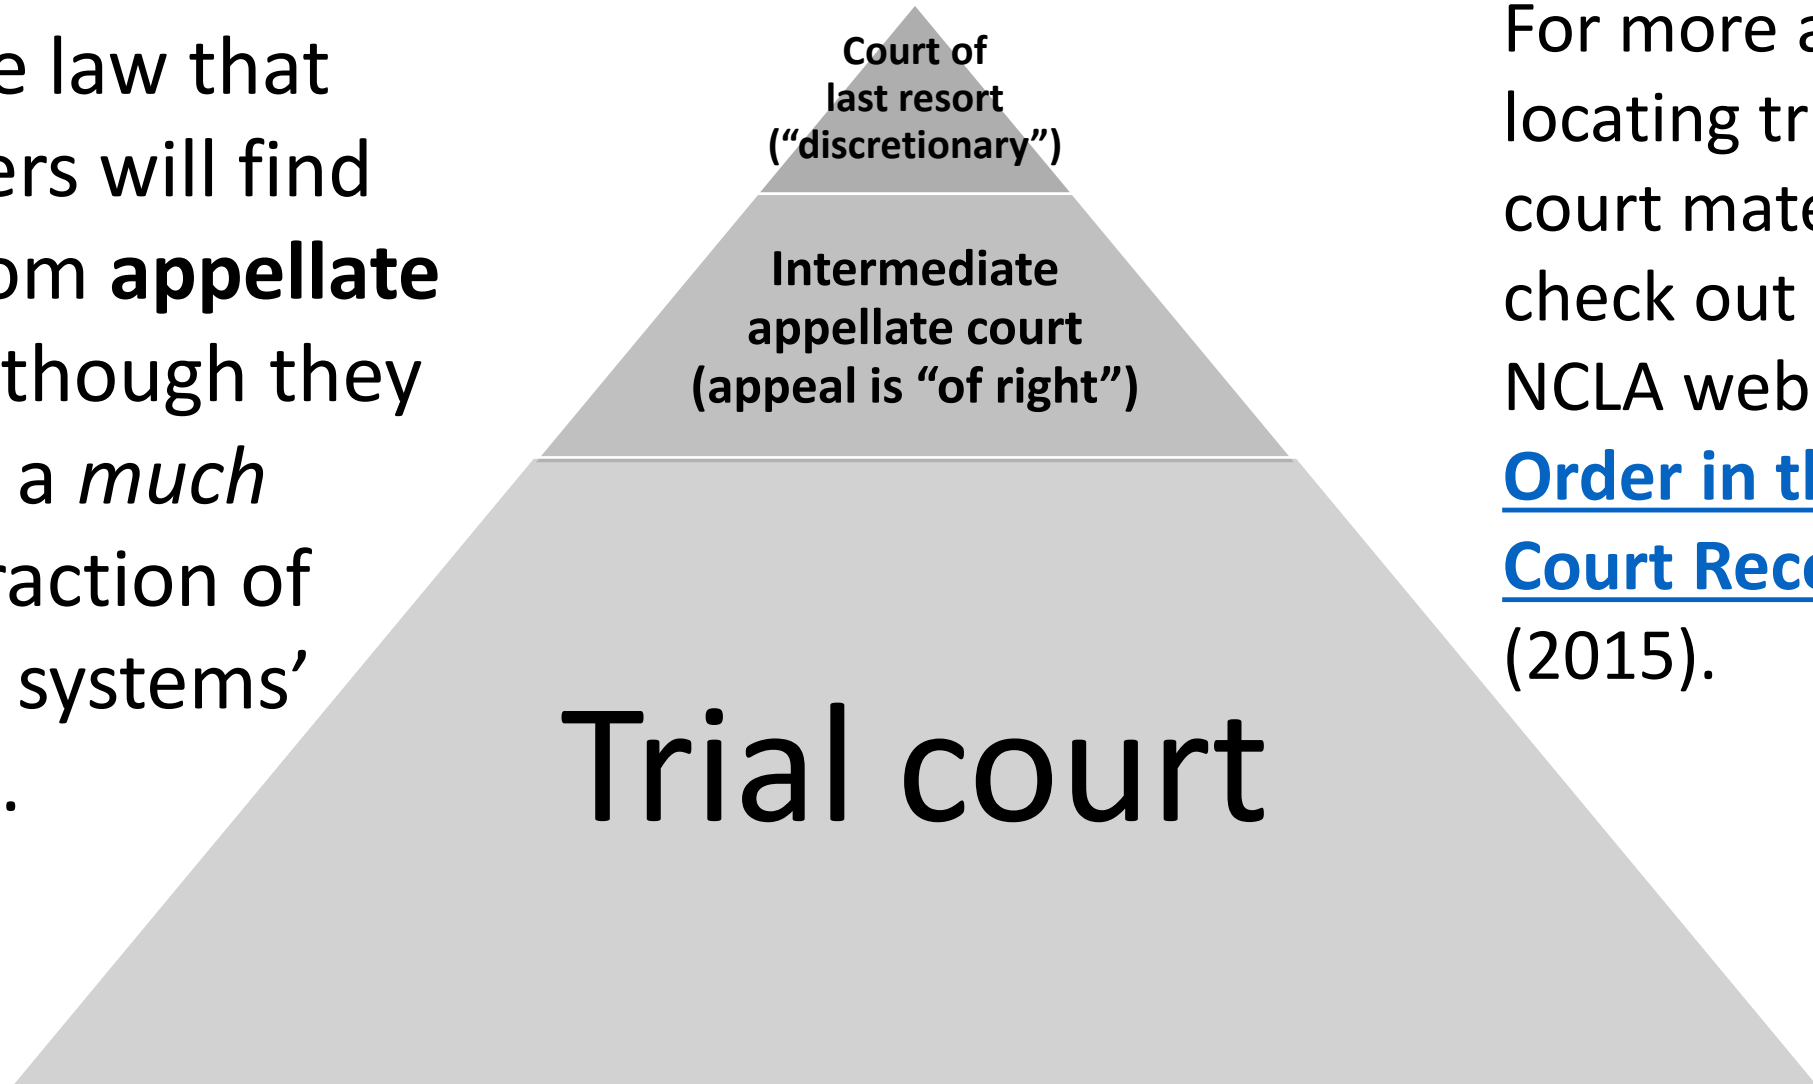 e law that
ers will find
om appellate
though they
a much
raction of
systems’
.
Court of
last resort
(“discretionary”)
Intermediate
appellate court
(appeal is “of right”)
Trial court
For more a
locating tr
court mate
check out
NCLA web
Order in th
Court Reco
(2015).